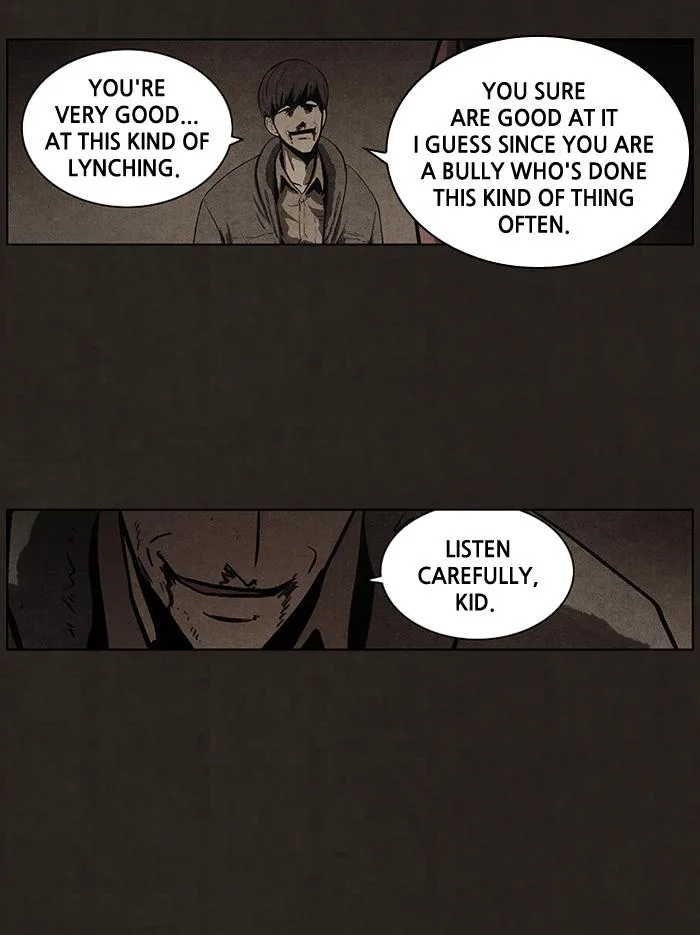 YOU'RE
VERY GOOD...
AT THIS KIND OF
LYNCHING.
YOU SURE
ARE GOOD AT IT
I GUESS SINCE YOU ARE
A BULLY WHO'S DONE
THIS KIND OF THING
OFTEN.
LISTEN
CAREFULLY,
KID.